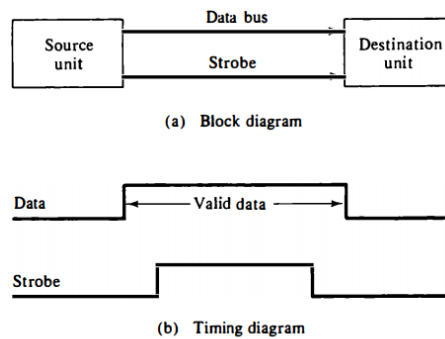 Data bus
Source
unit
Destination
unit
Strobe
(a) Block diagram
Data
Valid data
Strobe
(b) Timing diagram